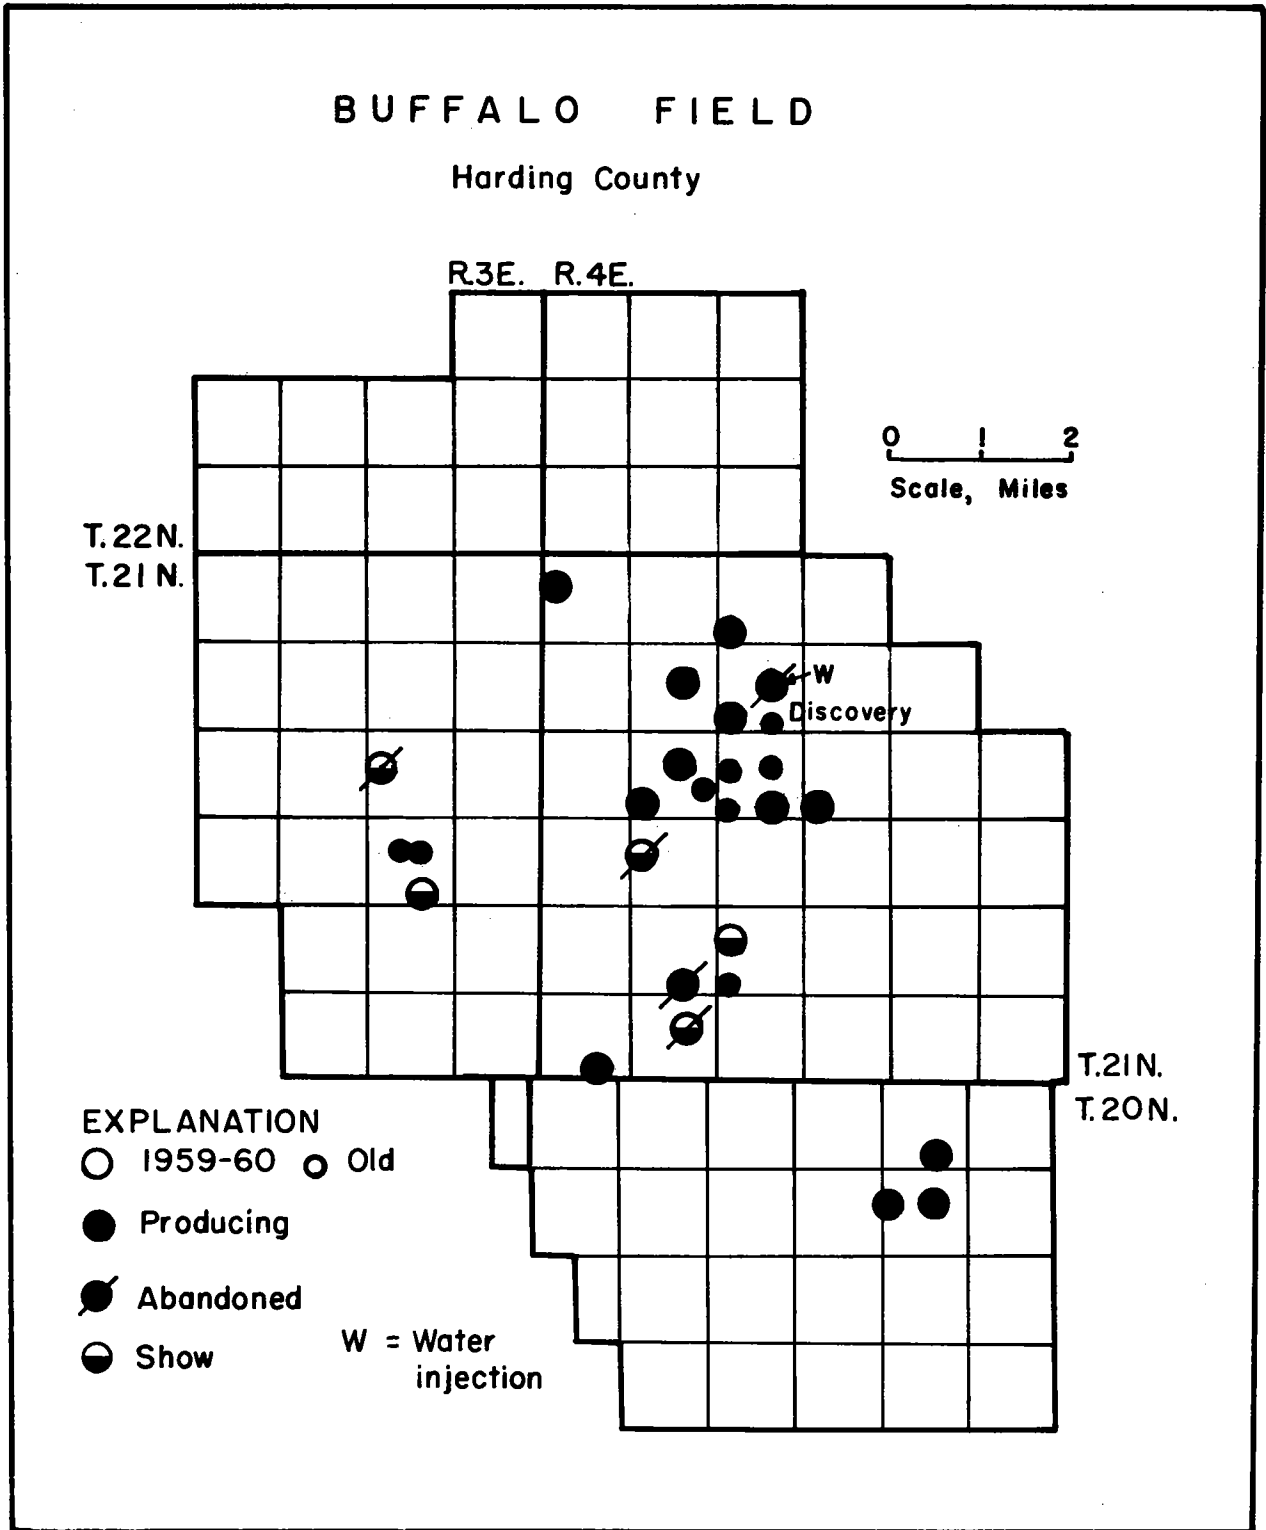 BUFFALO FIELD
Harding County
R.3E. R.4E.
0 1 2
Scale, Miles
T.22N.
T.21N.
W
Discovery
T.21N.
T.20N.
EXPLANATION
1959-60 Old
Producing
Abandoned
Show
W = Water
injection